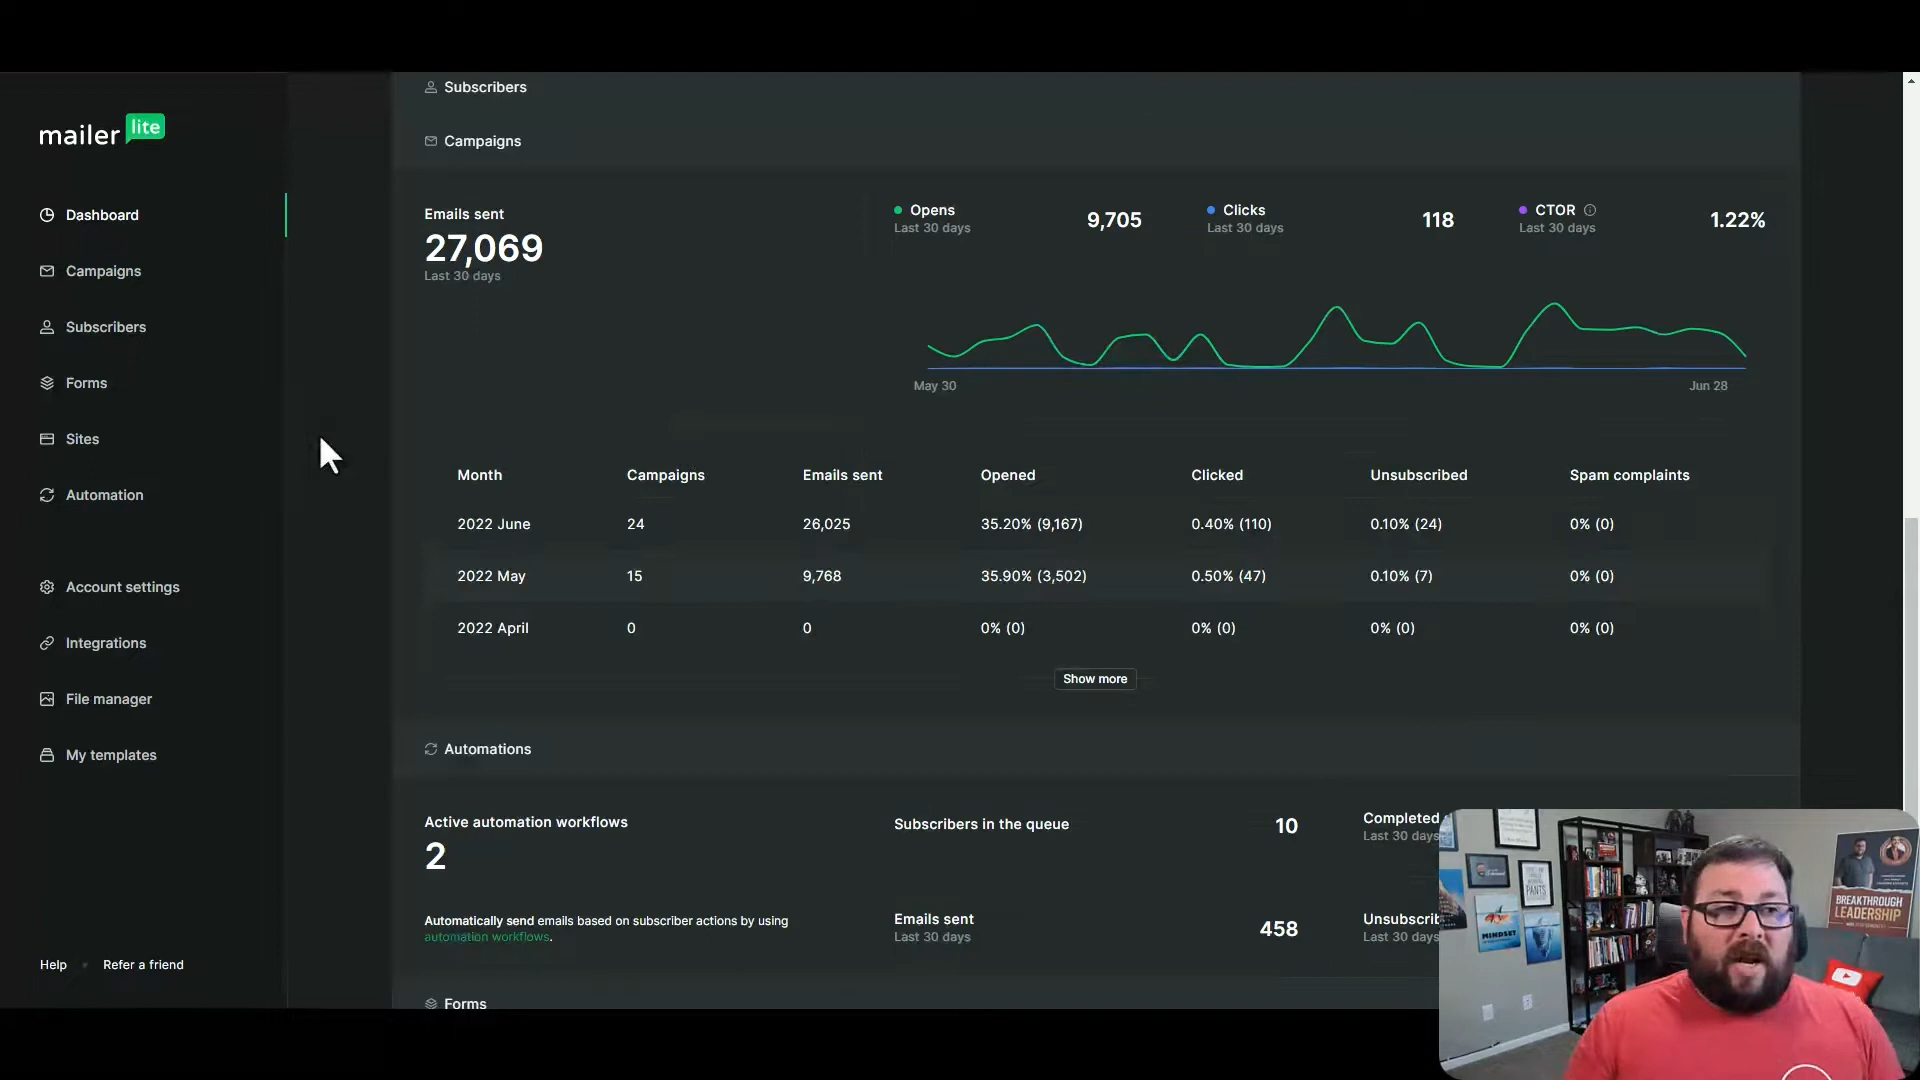 mailer lite
Dashboard
Campaigns
Subscribers
Forms
Sites
Automation
Account settings
Integrations
File manager
My templates
Help • Refer a friend
Subscribers
Campaigns
Emails sent
27,069
Last 30 days
Opens
Last 30 days
9,705
Clicks
Last 30 days
118
CTOR
Last 30 days
1.22%
May 30
Jun 28
Month Campaigns Emails sent Opened Clicked Unsubscribed Spam complaints
2022 June 24 26,025 35.20% (9,167) 0.40% (110) 0.10% (24) 0% (0)
2022 May 15 9,768 35.90% (3,502) 0.50% (47) 0.10% (7) 0% (0)
2022 April 0 0 0% (0) 0% (0) 0% (0) 0% (0)
Show more
Automations
Active automation workflows
2
Automatically send emails based on subscriber actions by using
automation workflows.
Subscribers in the queue
10
Emails sent
Last 30 days
458
Completed
Last 30 days
Unsubscrib
Last 30 days
Forms
PANTS
MINDSET
BREAKTHROUGH
LEADERSHIP